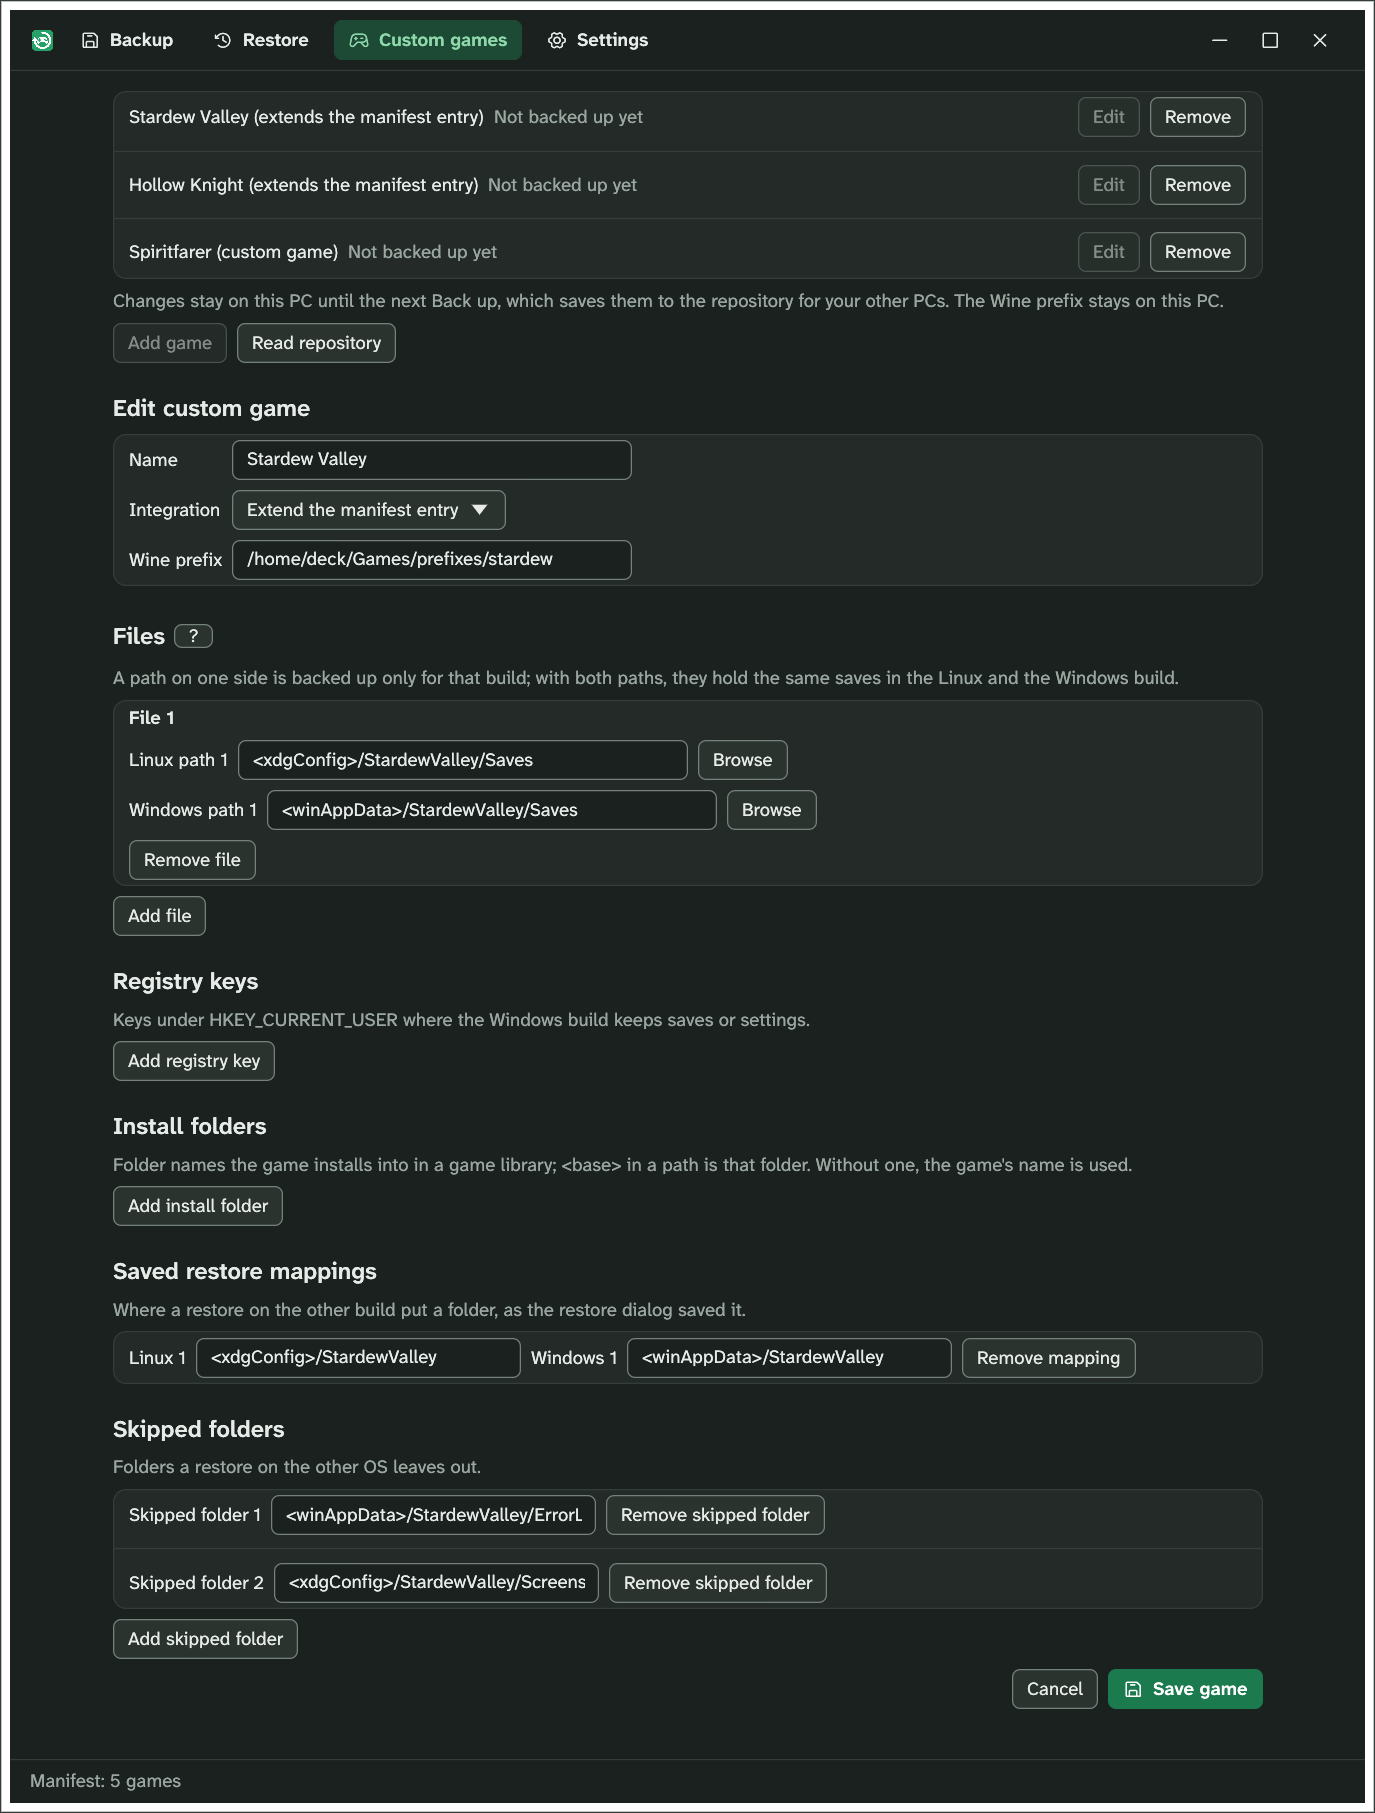 Backup Restore Custom games Settings
Stardew Valley (extends the manifest entry) Not backed up yet Edit Remove
Hollow Knight (extends the manifest entry) Not backed up yet Edit Remove
Spiritfarer (custom game) Not backed up yet Edit Remove
Changes stay on this PC until the next Back up, which saves them to the repository for your other PCs. The Wine prefix stays on this PC.
Add game Read repository
Edit custom game
Name Stardew Valley
Integration Extend the manifest entry
Wine prefix /home/deck/Games/prefixes/stardew
Files ?
A path on one side is backed up only for that build; with both paths, they hold the same saves in the Linux and the Windows build.
File 1
Linux path 1 <xdgConfig>/StardewValley/Saves Browse
Windows path 1 <winAppData>/StardewValley/Saves Browse
Remove file
Add file
Registry keys
Keys under HKEY_CURRENT_USER where the Windows build keeps saves or settings.
Add registry key
Install folders
Folder names the game installs into in a game library; <base> in a path is that folder. Without one, the game's name is used.
Add install folder
Saved restore mappings
Where a restore on the other build put a folder, as the restore dialog saved it.
Linux 1 <xdgConfig>/StardewValley Windows 1 <winAppData>/StardewValley Remove mapping
Skipped folders
Folders a restore on the other OS leaves out.
Skipped folder 1 <winAppData>/StardewValley/ErrorL Remove skipped folder
Skipped folder 2 <xdgConfig>/StardewValley/Screens Remove skipped folder
Add skipped folder
Cancel Save game
Manifest: 5 games